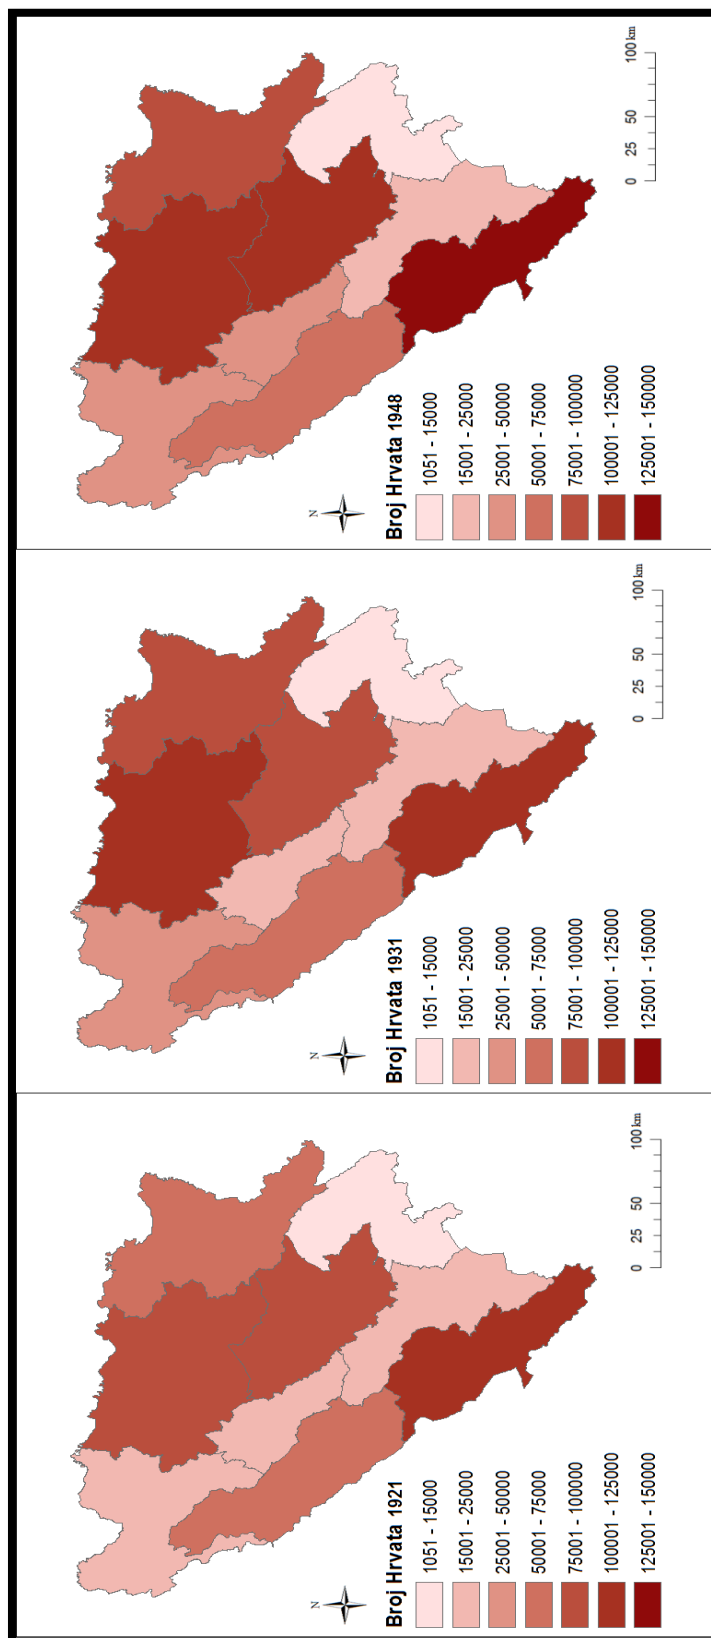 N
Broj Hrvata 1921
1051 - 15000
15001 - 25000
25001 - 50000
50001 - 75000
75001 - 100000
100001 - 125000
125001 - 150000
0 25 50 100 km
N
Broj Hrvata 1931
1051 - 15000
15001 - 25000
25001 - 50000
50001 - 75000
75001 - 100000
100001 - 125000
125001 - 150000
0 25 50 100 km
N
Broj Hrvata 1948
1051 - 15000
15001 - 25000
25001 - 50000
50001 - 75000
75001 - 100000
100001 - 125000
125001 - 150000
0 25 50 100 km